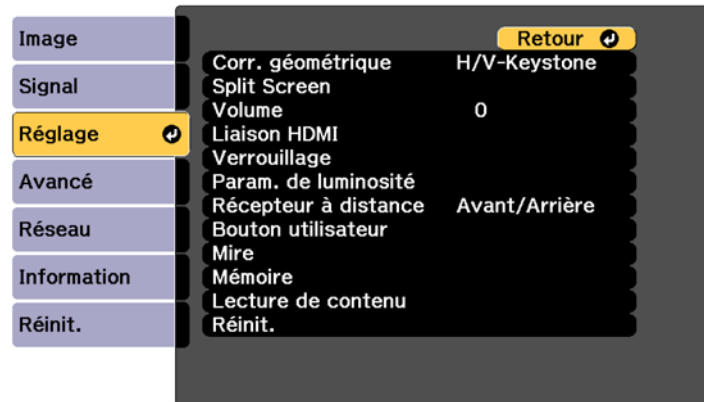 Image
Signal
Réglage
Avancé
Réseau
Information
Réinit.
Retour
Corr. géométrique H/V-Keystone
Split Screen
Volume 0
Liaison HDMI
Verrouillage
Param. de luminosité
Récepteur à distance Avant/Arrière
Bouton utilisateur
Mire
Mémoire
Lecture de contenu
Réinit.